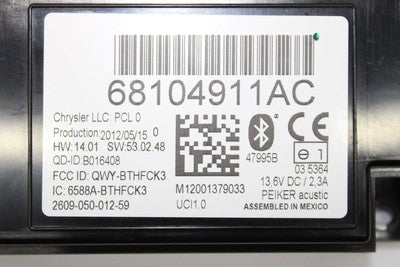 68104911AC
Chrysler LLC: PCL 0
Production: 2012/05/15 0
HW: 14.01 SW: 53.02.48
QD-ID B016408
FCC ID: QWY-BTHFCK3
IC: 6588A-BTHFCK3
2609-050-012-59
M12001379033
UCI1.0
47995B
e 1
03 5364
13,6V DC / 2,3A
PEIKER acustic
ASSEMBLED IN MEXICO